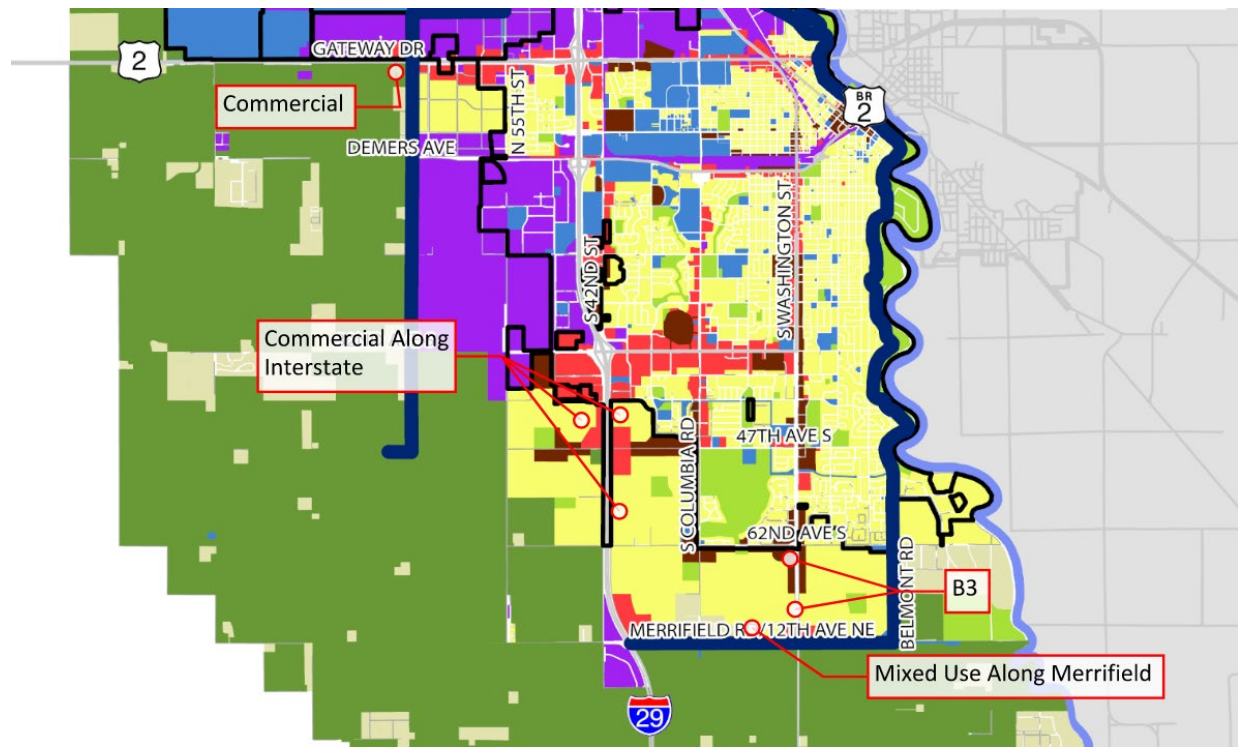 GATEWAY DR
2
Commercial
N 55TH ST
BR
2
DEMERS AVE
S 42ND ST
S WASHINGTON ST
Commercial Along
Interstate
S COLUMBIA RD
47TH AVE S
62ND AVE S
BELMONT RD
B3
MERRIFIELD RD/12TH AVE NE
Mixed Use Along Merrifield
29